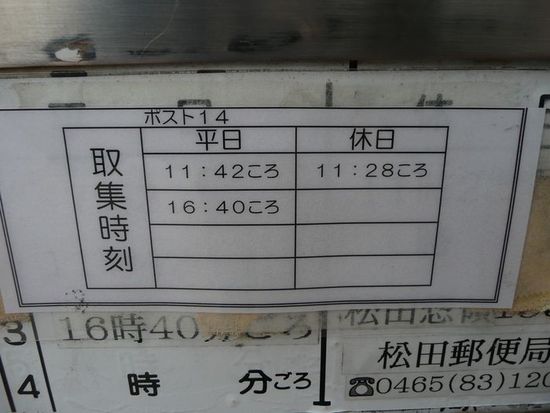 ポスト１４
取集時刻
平日 休日
１１：４２ころ １１：２８ころ
１６：４０ころ
3 16時40分ごろ
松田郵便局
4 時 分ごろ
☎0465(83)120